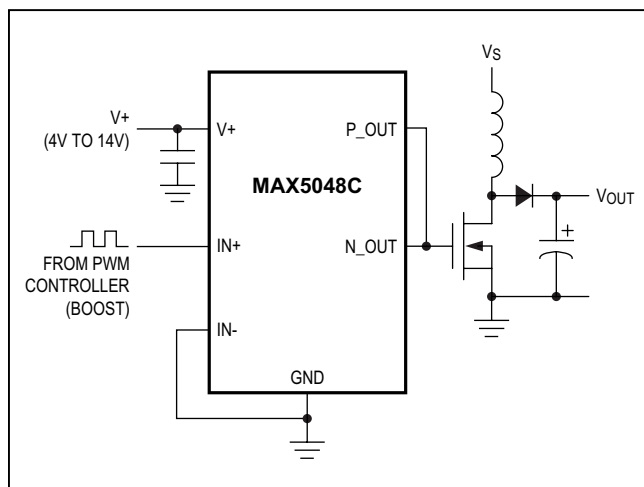 V+
(4V TO 14V)
V+
P_OUT
MAX5048C
IN+
N_OUT
FROM PWM
CONTROLLER
(BOOST)
IN-
GND
VS
VOUT
+